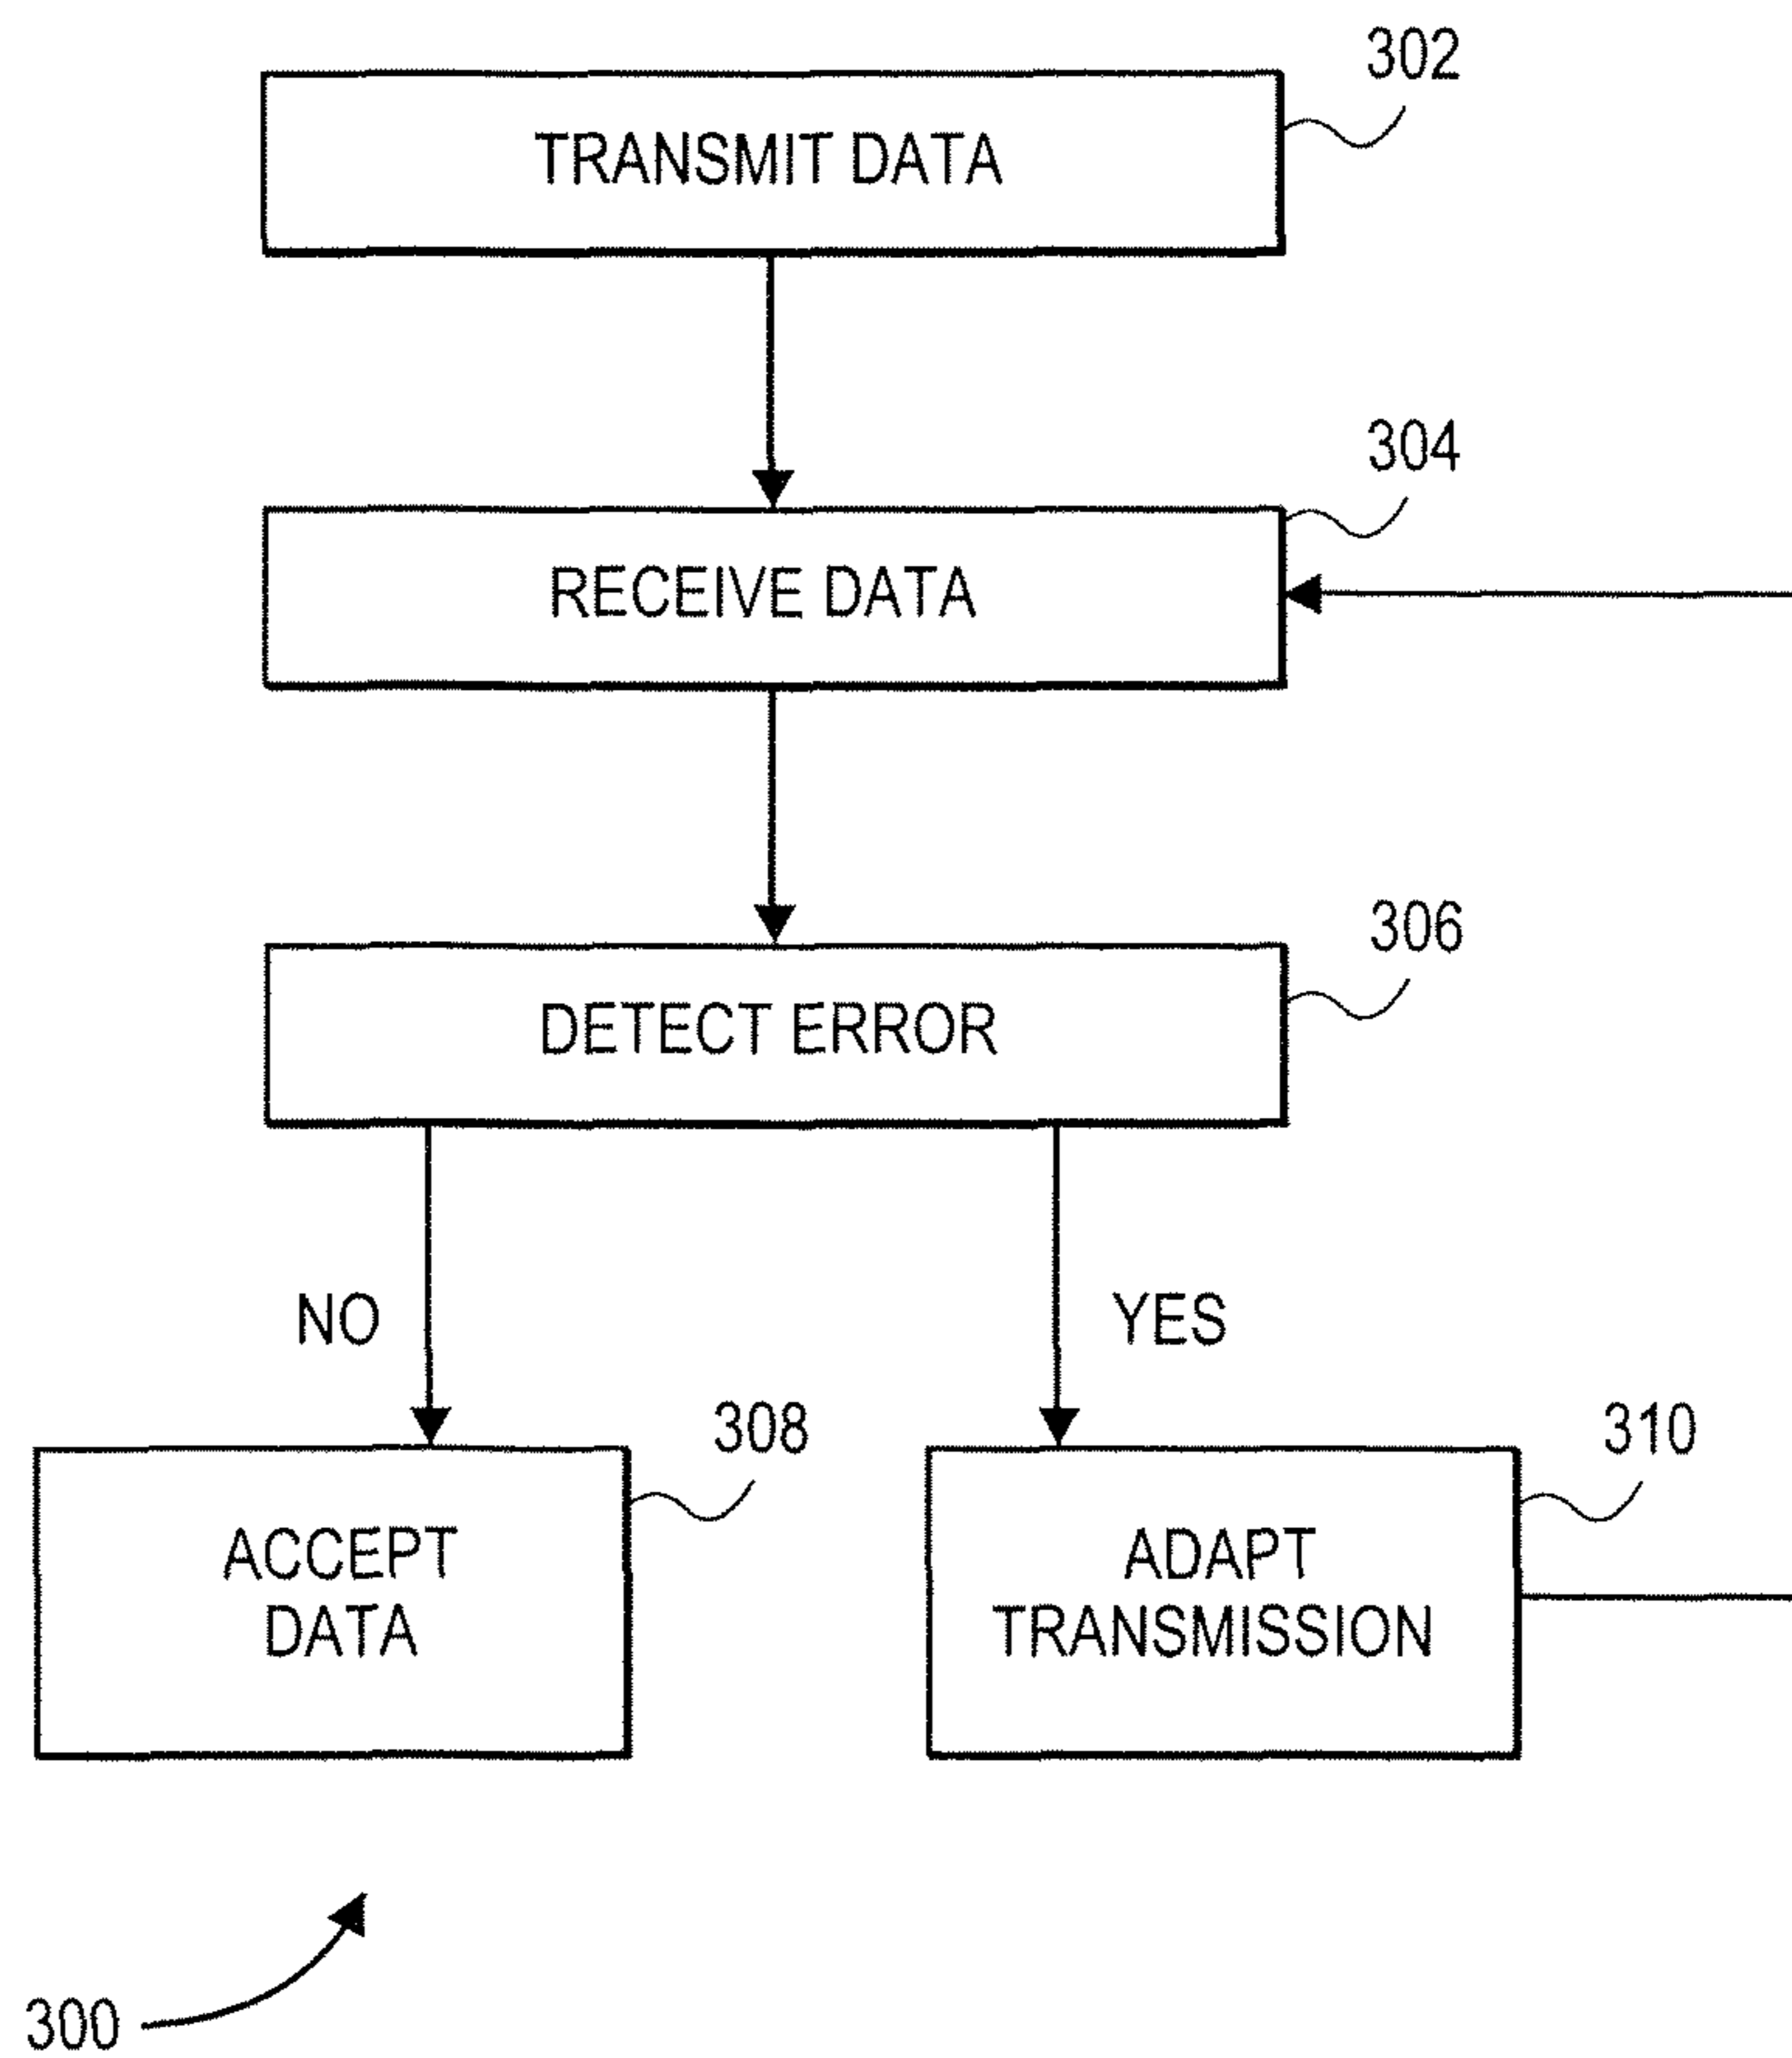 302
TRANSMIT DATA
304
RECEIVE DATA
306
DETECT ERROR
NO
YES
308
310
ACCEPT
DATA
ADAPT
TRANSMISSION
300